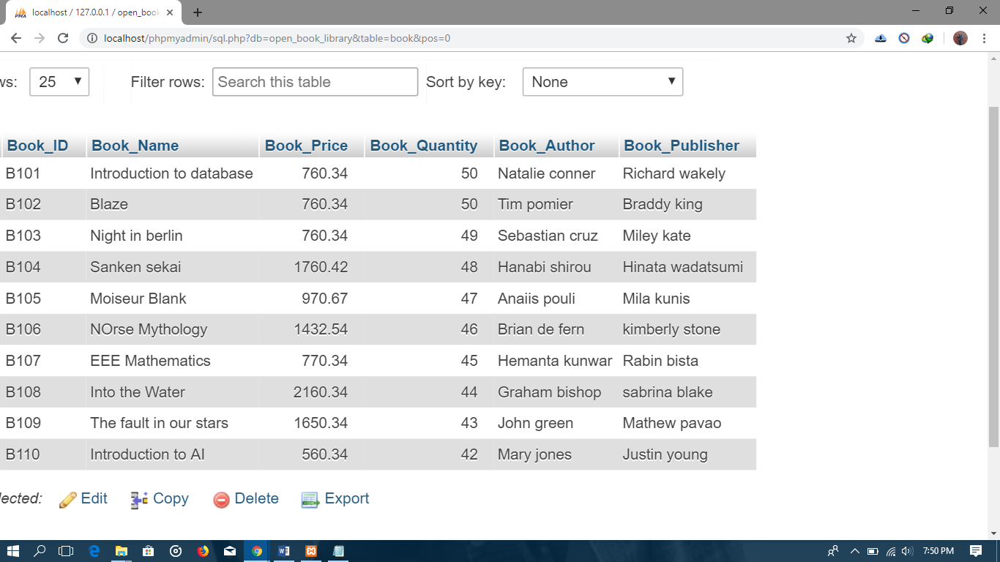 localhost / 127.0.0.1 / open_boo
localhost/phpmyadmin/sql.php?db=open_book_library&table=book&pos=0
ws: 25 Filter rows: Search this table Sort by key: None
Book_ID Book_Name Book_Price Book_Quantity Book_Author Book_Publisher
B101 Introduction to database 760.34 50 Natalie conner Richard wakely
B102 Blaze 760.34 50 Tim pomier Braddy king
B103 Night in berlin 760.34 49 Sebastian cruz Miley kate
B104 Sanken sekai 1760.42 48 Hanabi shirou Hinata wadatsumi
B105 Moiseur Blank 970.67 47 Anaiis pouli Mila kunis
B106 NOrse Mythology 1432.54 46 Brian de fern kimberly stone
B107 EEE Mathematics 770.34 45 Hemanta kunwar Rabin bista
B108 Into the Water 2160.34 44 Graham bishop sabrina blake
B109 The fault in our stars 1650.34 43 John green Mathew pavao
B110 Introduction to AI 560.34 42 Mary jones Justin young
lected: Edit Copy Delete Export
7:50 PM